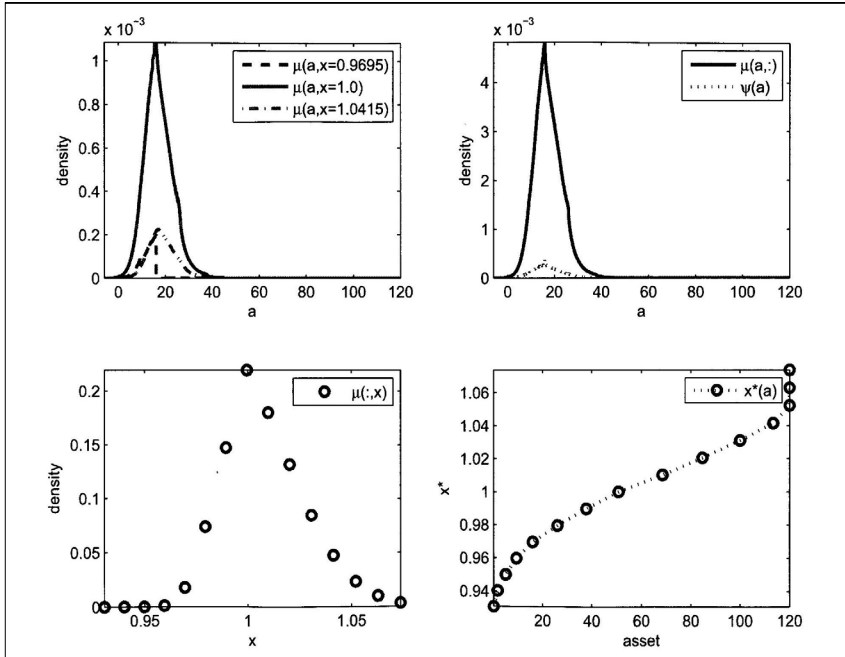 x 10⁻³
1
0.8
0.6
0.4
0.2
0
density
0 20 40 60 80 100 120
a
μ(a,x=0.9695)
μ(a,x=1.0)
μ(a,x=1.0415)
x 10⁻³
4
3
2
1
0
density
0 20 40 60 80 100 120
a
μ(a,:)
ψ(a)
0.2
0.15
0.1
0.05
0
density
0.95 1 1.05
x
μ(:,x)
1.06
1.04
1.02
1
0.98
0.96
0.94
x*
20 40 60 80 100 120
asset
x*(a)